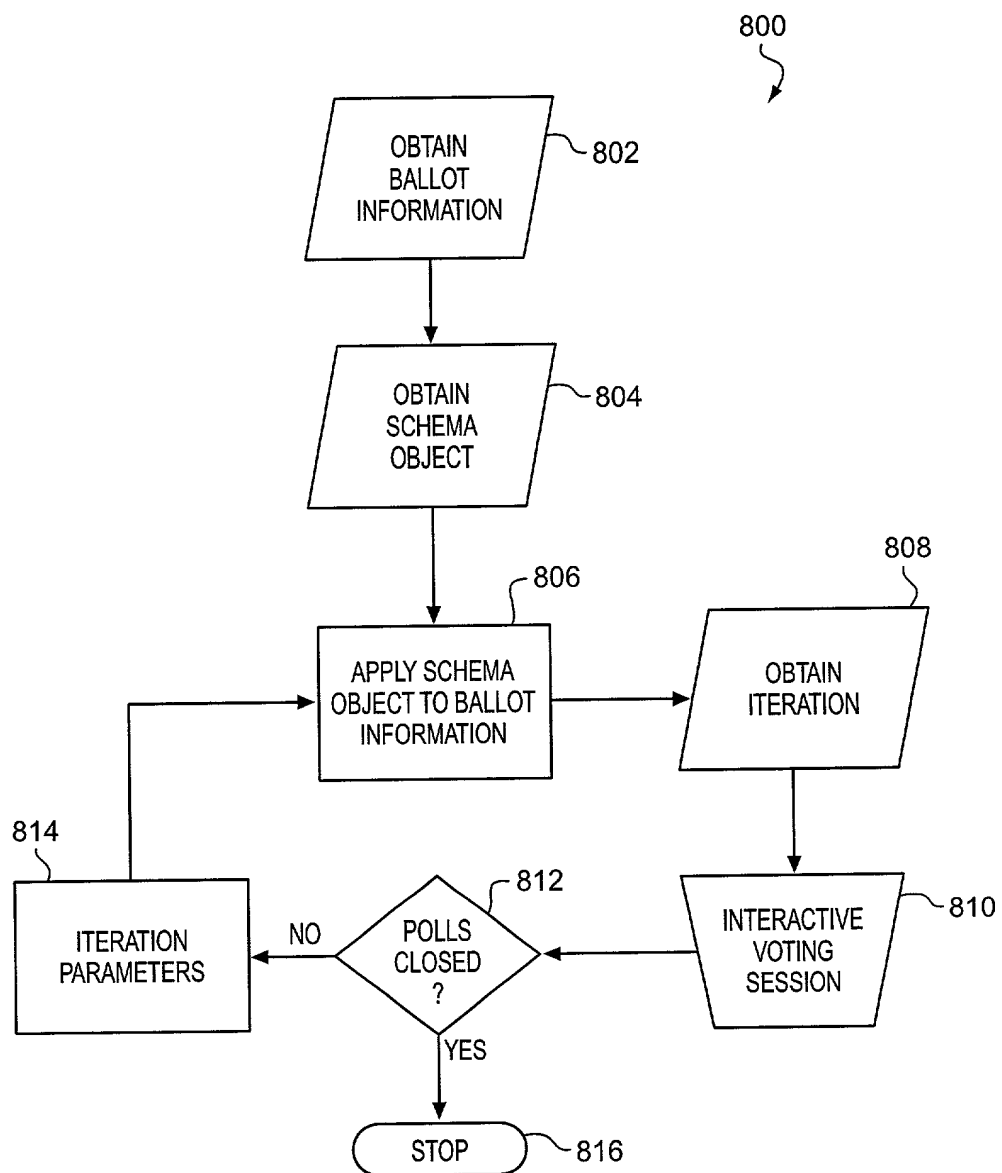 800
OBTAIN
BALLOT
INFORMATION
802
OBTAIN
SCHEMA
OBJECT
804
806
APPLY SCHEMA
OBJECT TO BALLOT
INFORMATION
808
OBTAIN
ITERATION
814
ITERATION
PARAMETERS
NO
812
POLLS
CLOSED
?
YES
INTERACTIVE
VOTING
SESSION
810
STOP
816